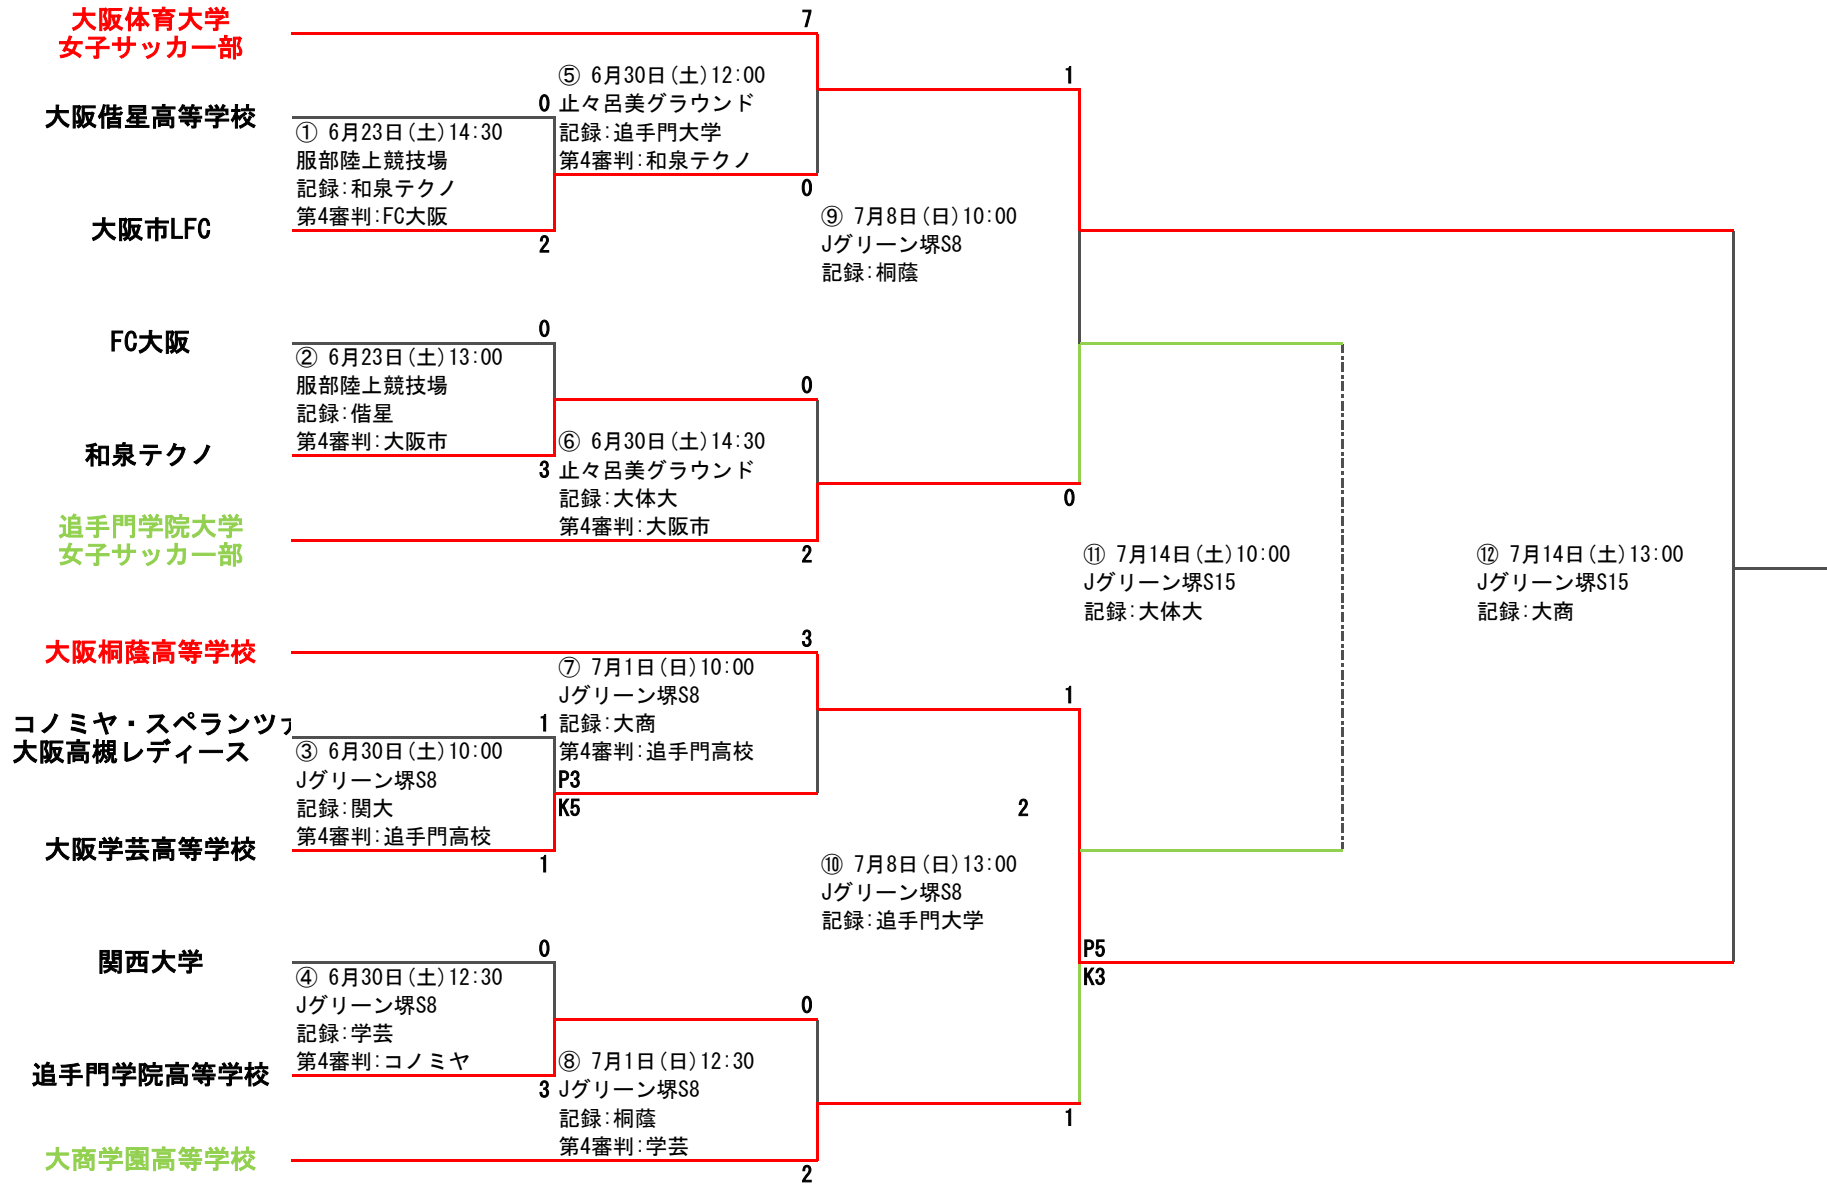 大阪体育大学
女子サッカー部
7
⑤ 6月30日(土)12:00
止々呂美グラウンド
記録:追手門大学
第4審判:和泉テクノ
1
大阪偕星高等学校
0
① 6月23日(土)14:30
服部陸上競技場
記録:和泉テクノ
第4審判:FC大阪
0
大阪市LFC
2
⑨ 7月8日(日)10:00
Jグリーン堺S8
記録:桐蔭
FC大阪
0
② 6月23日(土)13:00
服部陸上競技場
記録:偕星
第4審判:大阪市
0
和泉テクノ
3
⑥ 6月30日(土)14:30
止々呂美グラウンド
記録:大体大
第4審判:大阪市
0
追手門学院大学
女子サッカー部
2
⑪ 7月14日(土)10:00
Jグリーン堺S15
記録:大体大
⑫ 7月14日(土)13:00
Jグリーン堺S15
記録:大商
大阪桐蔭高等学校
3
⑦ 7月1日(日)10:00
Jグリーン堺S8
記録:大商
第4審判:追手門高校
1
コノミヤ・スペランツ
大阪高槻レディース
1
③ 6月30日(土)10:00
Jグリーン堺S8
記録:関大
第4審判:追手門高校
P3
K5
2
大阪学芸高等学校
1
⑩ 7月8日(日)13:00
Jグリーン堺S8
記録:追手門大学
関西大学
0
④ 6月30日(土)12:30
Jグリーン堺S8
記録:学芸
第4審判:コノミヤ
P5
K3
0
追手門学院高等学校
3
⑧ 7月1日(日)12:30
Jグリーン堺S8
記録:桐蔭
第4審判:学芸
1
大商学園高等学校
2